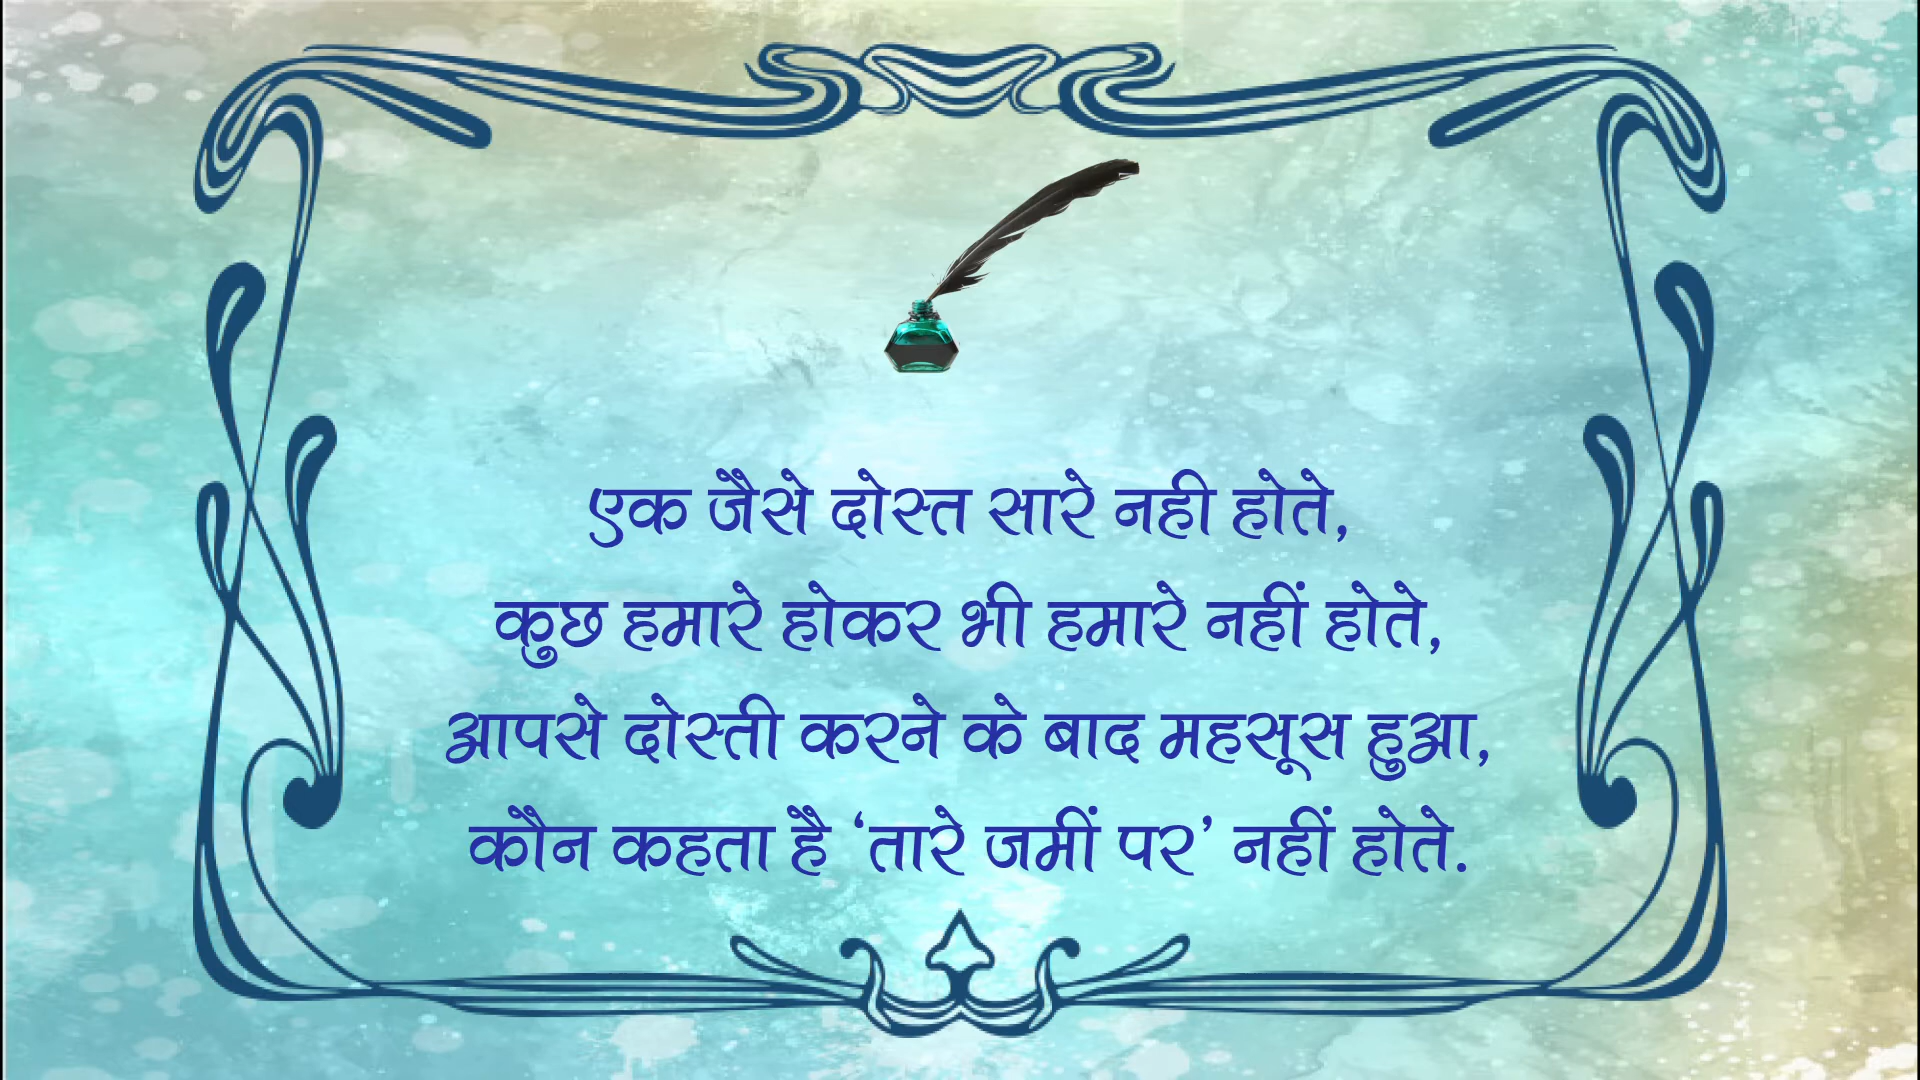 एक जैसे दोस्त सारे नही होते,
कुछ हमारे होकर भी हमारे नहीं होते,
आपसे दोस्ती करने के बाद महसूस हुआ,
कौन कहता है ‘तारे जमीं पर’ नहीं होते.